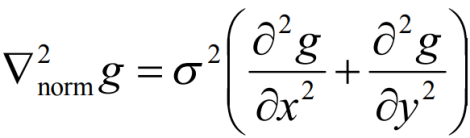 ∇²_norm g = σ² ( ∂²g/∂x² + ∂²g/∂y² )